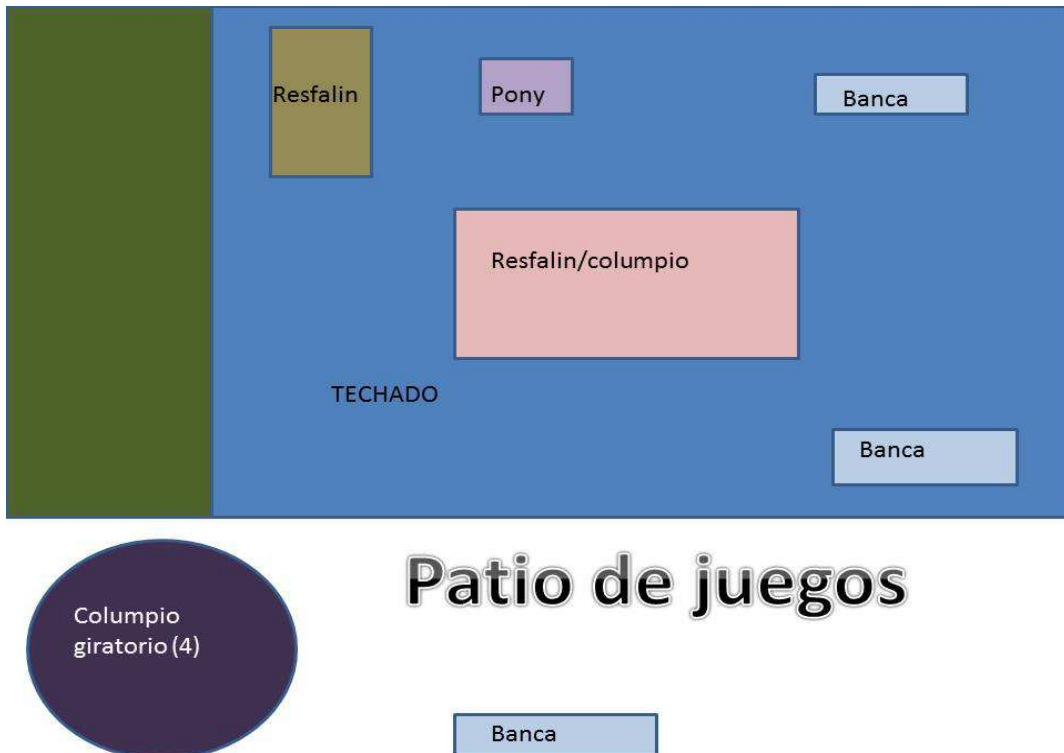 Resfalin
Pony
Banca
Resfalin/columpio
TECHADO
Banca
Patio de juegos
Columpio
giratorio (4)
Banca